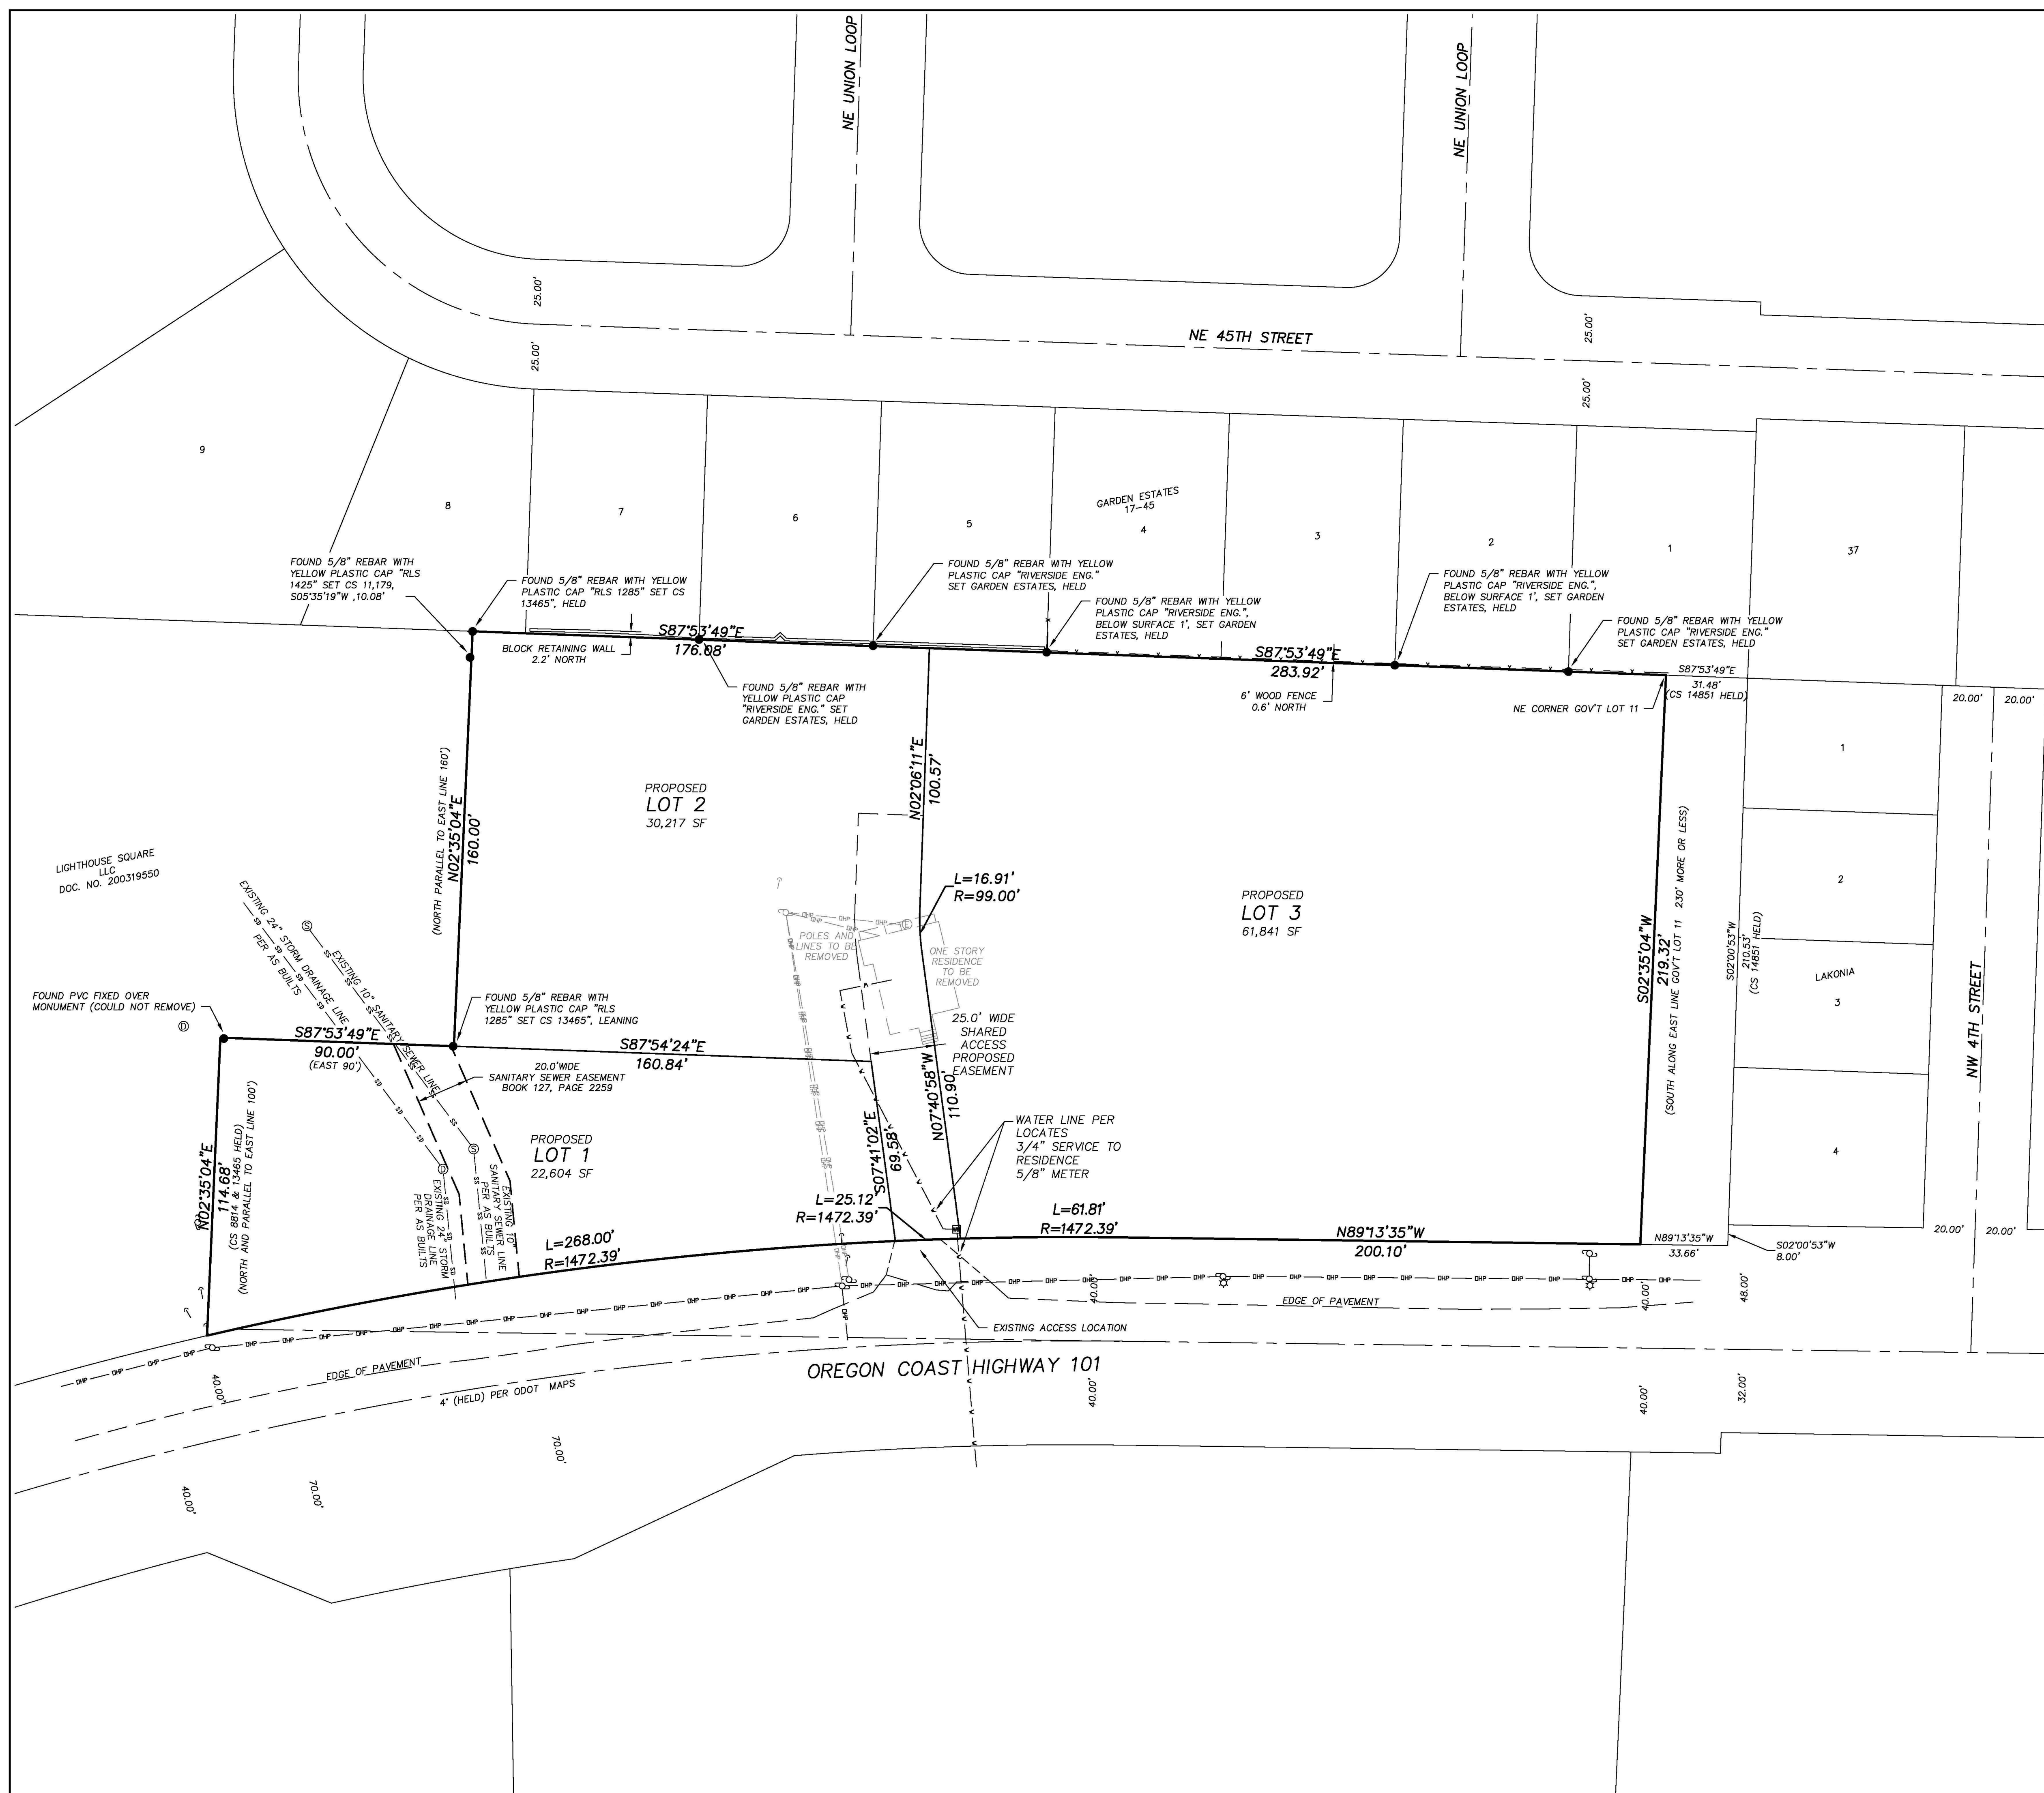 NE UNION LOOP
NE UNION LOOP
25.00'
25.00'
NE 45TH STREET
25.00'
25.00'
9
8
7
6
5
GARDEN ESTATES
17-45
4
3
2
1
37
FOUND 5/8" REBAR WITH
YELLOW PLASTIC CAP "RLS
1425" SET CS 11,179,
S05°35'19"W ,10.08'
FOUND 5/8" REBAR WITH YELLOW
PLASTIC CAP "RLS 1285" SET CS
13465", HELD
FOUND 5/8" REBAR WITH YELLOW
PLASTIC CAP "RIVERSIDE ENG."
SET GARDEN ESTATES, HELD
FOUND 5/8" REBAR WITH YELLOW
PLASTIC CAP "RIVERSIDE ENG.",
BELOW SURFACE 1', SET GARDEN
ESTATES, HELD
FOUND 5/8" REBAR WITH YELLOW
PLASTIC CAP "RIVERSIDE ENG.",
BELOW SURFACE 1', SET GARDEN
ESTATES, HELD
FOUND 5/8" REBAR WITH YELLOW
PLASTIC CAP "RIVERSIDE ENG."
SET GARDEN ESTATES, HELD
S87°53'49"E
176.08'
BLOCK RETAINING WALL
2.2' NORTH
FOUND 5/8" REBAR WITH
YELLOW PLASTIC CAP
"RIVERSIDE ENG." SET
GARDEN ESTATES, HELD
S87°53'49"E
283.92'
6' WOOD FENCE
0.6' NORTH
NE CORNER GOV'T LOT 11
S87°53'49"E
31.48'
(CS 14851 HELD)
20.00'
20.00'
(NORTH PARALLEL TO EAST LINE 160')
N02°35'04"E
160.00'
PROPOSED
LOT 2
30,217 SF
N02°06'11"E
100.57'
L=16.91'
R=99.00'
PROPOSED
LOT 3
61,841 SF
S02°35'04"W
219.32'
(SOUTH ALONG EAST LINE GOV'T LOT 11 230' MORE OR LESS)
S02°00'53"W
210.53'
(CS 14851 HELD)
1
2
LAKONIA
3
4
NW 4TH STREET
LIGHTHOUSE SQUARE
LLC
DOC. NO. 200319550
EXISTING 24" STORM DRAINAGE LINE
PER AS BUILTS
EXISTING 10" SANITARY SEWER LINE
POLES AND
LINES TO BE
REMOVED
ONE STORY
RESIDENCE
TO BE
REMOVED
FOUND PVC FIXED OVER
MONUMENT (COULD NOT REMOVE)
S87°53'49"E
90.00'
(EAST 90')
FOUND 5/8" REBAR WITH
YELLOW PLASTIC CAP "RLS
1285" SET CS 13465", LEANING
20.0'WIDE
SANITARY SEWER EASEMENT
BOOK 127, PAGE 2259
S87°54'24"E
160.84'
25.0' WIDE
SHARED
ACCESS
PROPOSED
EASEMENT
N07°40'58"W
110.90'
WATER LINE PER
LOCATES
3/4" SERVICE TO
RESIDENCE
5/8" METER
N02°35'04"E
114.68'
(CS 8814 & 13465 HELD)
(NORTH AND PARALLEL TO EAST LINE 100')
PROPOSED
LOT 1
22,604 SF
EXISTING 24" STORM
DRAINAGE LINE
PER AS BUILTS
EXISTING 10"
SANITARY SEWER LINE
PER AS BUILTS
S07°41'02"E
69.58'
L=25.12'
R=1472.39'
L=268.00'
R=1472.39'
L=61.81'
R=1472.39'
N89°13'35"W
200.10'
N89°13'35"W
33.66'
S02°00'53"W
8.00'
20.00'
20.00'
40.00'
40.00'
48.00'
EDGE OF PAVEMENT
EXISTING ACCESS LOCATION
OREGON COAST HIGHWAY 101
EDGE OF PAVEMENT
4° (HELD) PER ODOT MAPS
40.00'
40.00'
40.00'
32.00'
70.00'
70.00'
40.00'